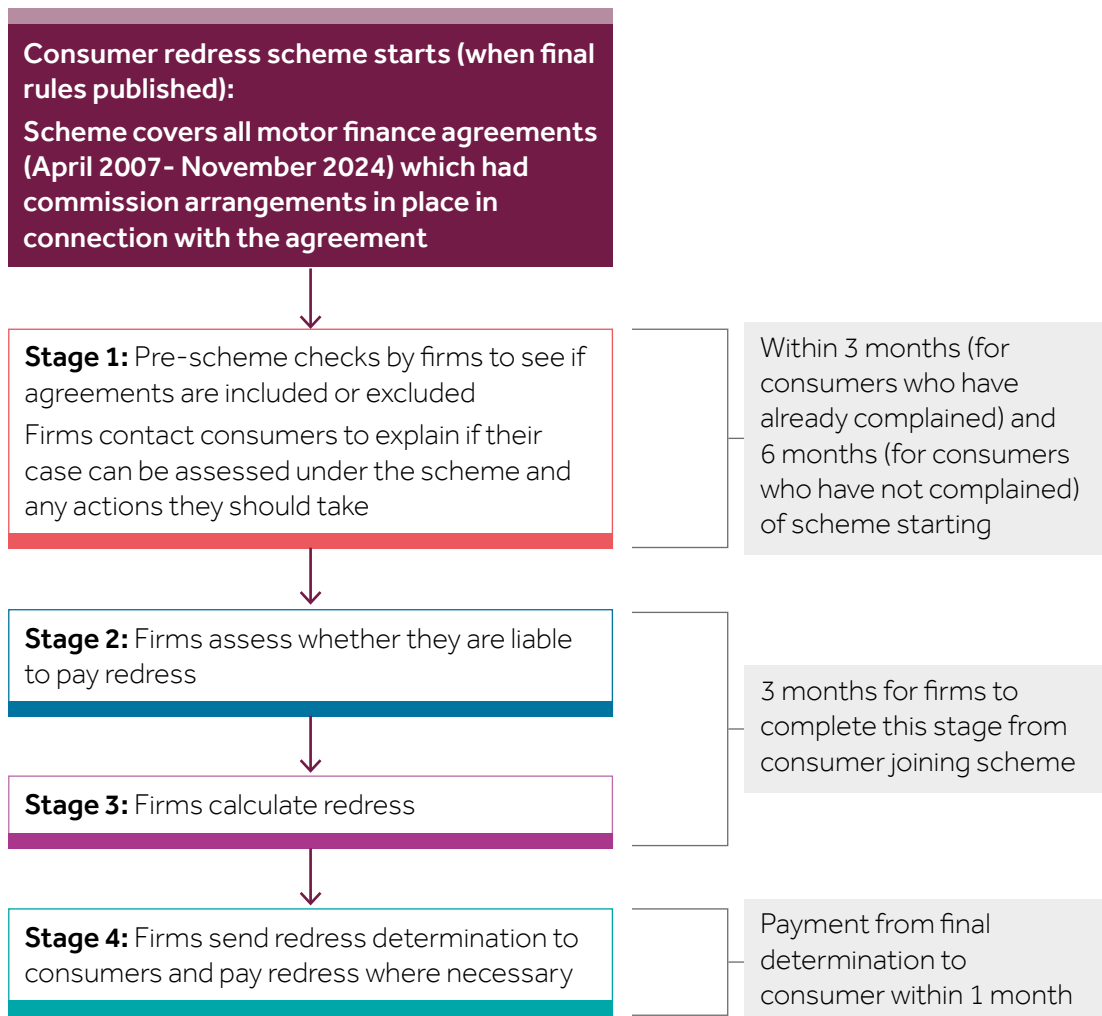 Consumer redress scheme starts (when final
rules published):
Scheme covers all motor finance agreements
(April 2007- November 2024) which had
commission arrangements in place in
connection with the agreement
Stage 1: Pre-scheme checks by firms to see if
agreements are included or excluded
Firms contact consumers to explain if their
case can be assessed under the scheme and
any actions they should take
Within 3 months (for
consumers who have
already complained) and
6 months (for consumers
who have not complained)
of scheme starting
Stage 2: Firms assess whether they are liable
to pay redress
Stage 3: Firms calculate redress
3 months for firms to
complete this stage from
consumer joining scheme
Stage 4: Firms send redress determination to
consumers and pay redress where necessary
Payment from final
determination to
consumer within 1 month